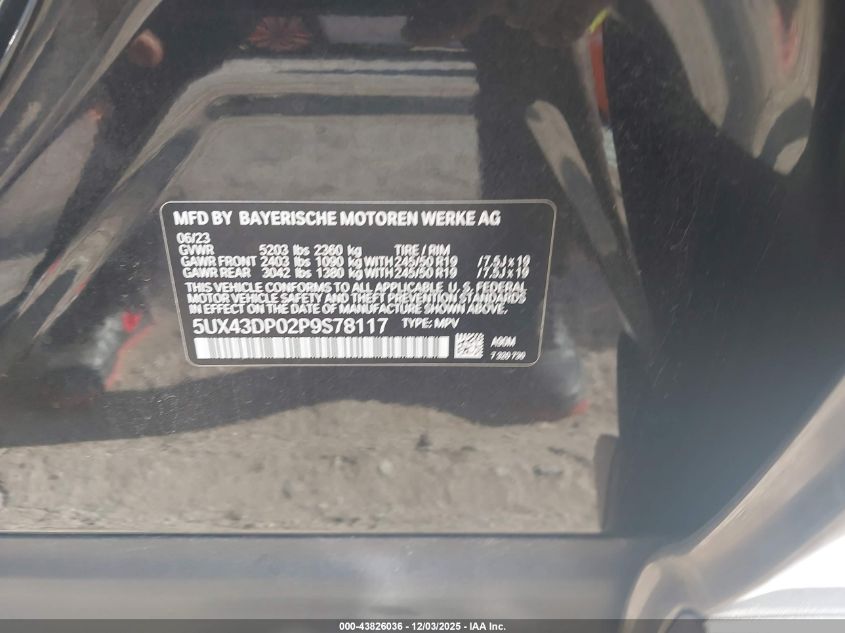 MFD BY BAYERISCHE MOTOREN WERKE AG
06/23
GVWR 5203 lbs 2360 kg TIRE / RIM
GAWR FRONT 2403 lbs 1090 kg WITH 245/50 R19 /7.5J x 19
GAWR REAR 3042 lbs 1380 kg WITH 245/50 R19 /7.5J x 19
THIS VEHICLE CONFORMS TO ALL APPLICABLE U. S. FEDERAL
MOTOR VEHICLE SAFETY AND THEFT PREVENTION STANDARDS
IN EFFECT ON THE DATE OF MANUFACTURE SHOWN ABOVE.
5UX43DP02P9S78117 TYPE: MPV
A90M
000-43826036 - 12/03/2025 - IAA Inc.